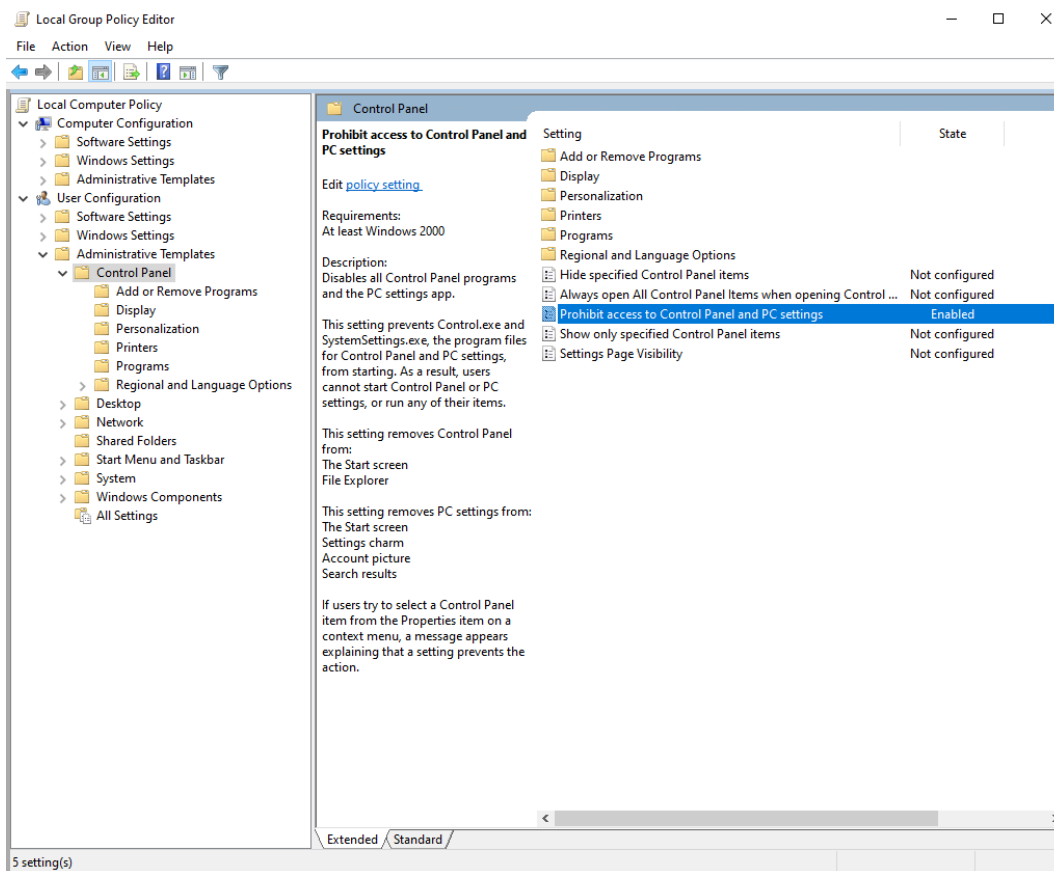 Local Group Policy Editor
File Action View Help
Local Computer Policy
Computer Configuration
Software Settings
Windows Settings
Administrative Templates
User Configuration
Software Settings
Windows Settings
Administrative Templates
Control Panel
Add or Remove Programs
Display
Personalization
Printers
Programs
Regional and Language Options
Desktop
Network
Shared Folders
Start Menu and Taskbar
System
Windows Components
All Settings
Control Panel
Prohibit access to Control Panel and
PC settings
Edit policy setting
Requirements:
At least Windows 2000
Description:
Disables all Control Panel programs
and the PC settings app.
This setting prevents Control.exe and
SystemSettings.exe, the program files
for Control Panel and PC settings,
from starting. As a result, users
cannot start Control Panel or PC
settings, or run any of their items.
This setting removes Control Panel
from:
The Start screen
File Explorer
This setting removes PC settings from:
The Start screen
Settings charm
Account picture
Search results
If users try to select a Control Panel
item from the Properties item on a
context menu, a message appears
explaining that a setting prevents the
action.
Setting State
Add or Remove Programs
Display
Personalization
Printers
Programs
Regional and Language Options
Hide specified Control Panel items Not configured
Always open All Control Panel Items when opening Control ... Not configured
Prohibit access to Control Panel and PC settings Enabled
Show only specified Control Panel items Not configured
Settings Page Visibility Not configured
Extended Standard
5 setting(s)